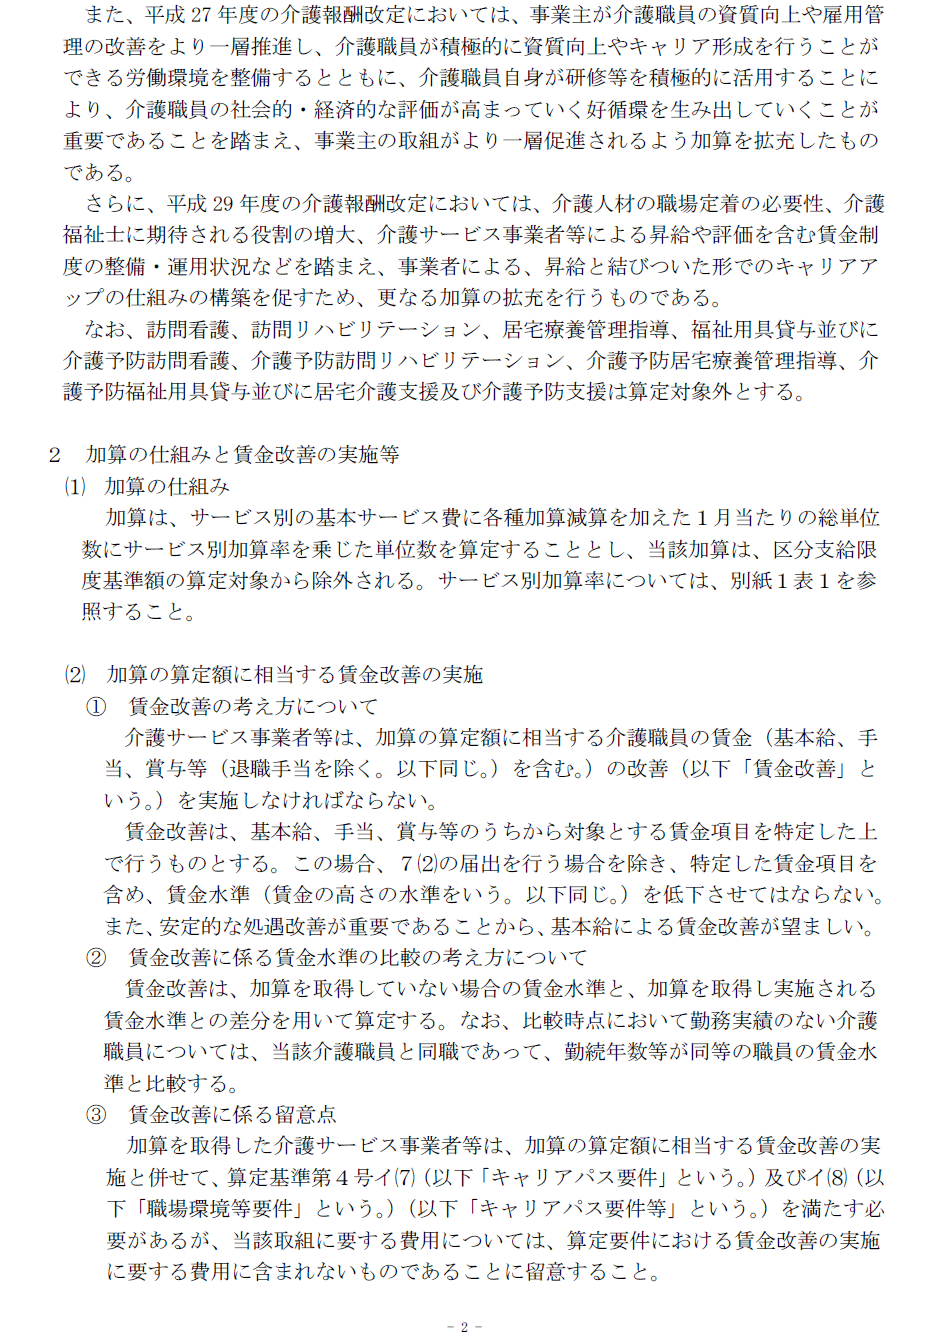 また、平成 27 年度の介護報酬改定においては、事業主が介護職員の資質向上や雇用管
理の改善をより一層推進し、介護職員が積極的に資質向上やキャリア形成を行うことが
できる労働環境を整備するとともに、介護職員自身が研修等を積極的に活用することに
より、介護職員の社会的・経済的な評価が高まっていく好循環を生み出していくことが
重要であることを踏まえ、事業主の取組がより一層促進されるよう加算を拡充したもの
である。
さらに、平成 29 年度の介護報酬改定においては、介護人材の職場定着の必要性、介護
福祉士に期待される役割の増大、介護サービス事業者等による昇給や評価を含む賃金制
度の整備・運用状況などを踏まえ、事業者による、昇給と結びついた形でのキャリアア
ップの仕組みの構築を促すため、更なる加算の拡充を行うものである。
なお、訪問看護、訪問リハビリテーション、居宅療養管理指導、福祉用具貸与並びに
介護予防訪問看護、介護予防訪問リハビリテーション、介護予防居宅療養管理指導、介
護予防福祉用具貸与並びに居宅介護支援及び介護予防支援は算定対象外とする。
２　加算の仕組みと賃金改善の実施等
⑴　加算の仕組み
加算は、サービス別の基本サービス費に各種加算減算を加えた１月当たりの総単位
数にサービス別加算率を乗じた単位数を算定することとし、当該加算は、区分支給限
度基準額の算定対象から除外される。サービス別加算率については、別紙１表１を参
照すること。
⑵　加算の算定額に相当する賃金改善の実施
①　賃金改善の考え方について
介護サービス事業者等は、加算の算定額に相当する介護職員の賃金（基本給、手
当、賞与等（退職手当を除く。以下同じ。）を含む。）の改善（以下「賃金改善」と
いう。）を実施しなければならない。
賃金改善は、基本給、手当、賞与等のうちから対象とする賃金項目を特定した上
で行うものとする。この場合、７⑵の届出を行う場合を除き、特定した賃金項目を
含め、賃金水準（賃金の高さの水準をいう。以下同じ。）を低下させてはならない。
また、安定的な処遇改善が重要であることから、基本給による賃金改善が望ましい。
②　賃金改善に係る賃金水準の比較の考え方について
賃金改善は、加算を取得していない場合の賃金水準と、加算を取得し実施される
賃金水準との差分を用いて算定する。なお、比較時点において勤務実績のない介護
職員については、当該介護職員と同職であって、勤続年数等が同等の職員の賃金水
準と比較する。
③　賃金改善に係る留意点
加算を取得した介護サービス事業者等は、加算の算定額に相当する賃金改善の実
施と併せて、算定基準第４号イ⑺（以下「キャリアパス要件」という。）及びイ⑻（以
下「職場環境等要件」という。）（以下「キャリアパス要件等」という。）を満たす必
要があるが、当該取組に要する費用については、算定要件における賃金改善の実施
に要する費用に含まれないものであることに留意すること。
- 2 -